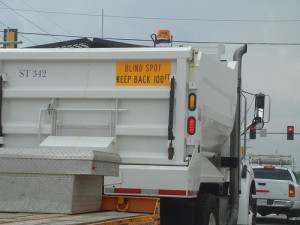 BLIND SPOT
KEEP BACK 100FT
ST 342